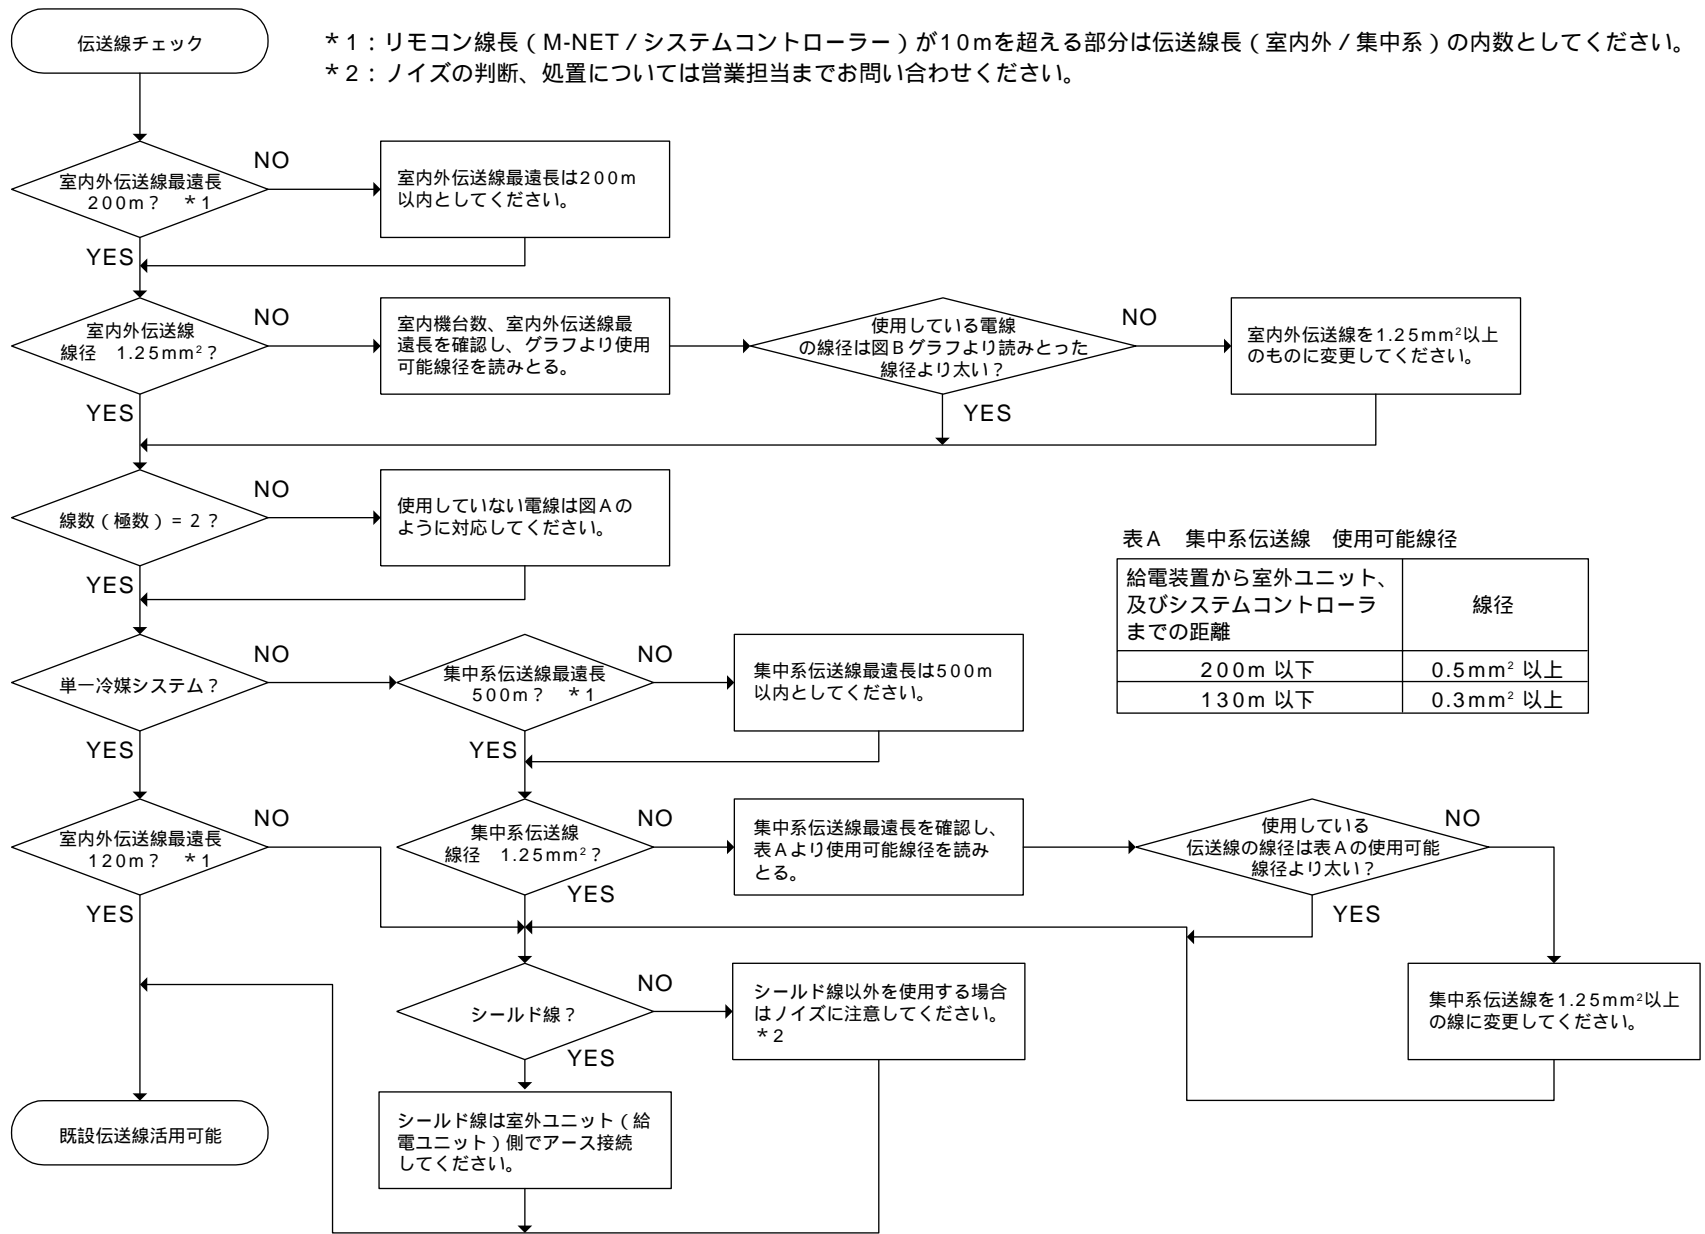 伝送線チェック
*1：リモコン線長（M-NET／システムコントローラー）が10mを超える部分は伝送線長（室内外／集中系）の内数としてください。
*2：ノイズの判断、処置については営業担当までお問い合わせください。
室内外伝送線最遠長
200m？ *1
NO
YES
室内外伝送線最遠長は200m
以内としてください。
室内外伝送線
線径 1.25mm²？
NO
YES
室内機台数、室内外伝送線最
遠長を確認し、グラフより使用
可能線径を読みとる。
使用している電線
の線径は図Bグラフより読みとった
線径より太い？
NO
YES
室内外伝送線を1.25mm²以上
のものに変更してください。
線数（極数）=2？
NO
YES
使用していない電線は図Aの
ように対応してください。
表A 集中系伝送線 使用可能線径
給電装置から室外ユニット、
及びシステムコントローラ
までの距離
線径
200m 以下 0.5mm² 以上
130m 以下 0.3mm² 以上
単一冷媒システム？
NO
YES
集中系伝送線最遠長
500m？ *1
NO
YES
集中系伝送線最遠長は500m
以内としてください。
室内外伝送線最遠長
120m？ *1
NO
YES
集中系伝送線
線径 1.25mm²？
NO
YES
集中系伝送線最遠長を確認し、
表Aより使用可能線径を読み
とる。
使用している
伝送線の線径は表Aの使用可能
線径より太い？
NO
YES
集中系伝送線を1.25mm²以上
の線に変更してください。
シールド線？
NO
YES
シールド線以外を使用する場合
はノイズに注意してください。
*2
シールド線は室外ユニット（給
電ユニット）側でアース接続
してください。
既設伝送線活用可能